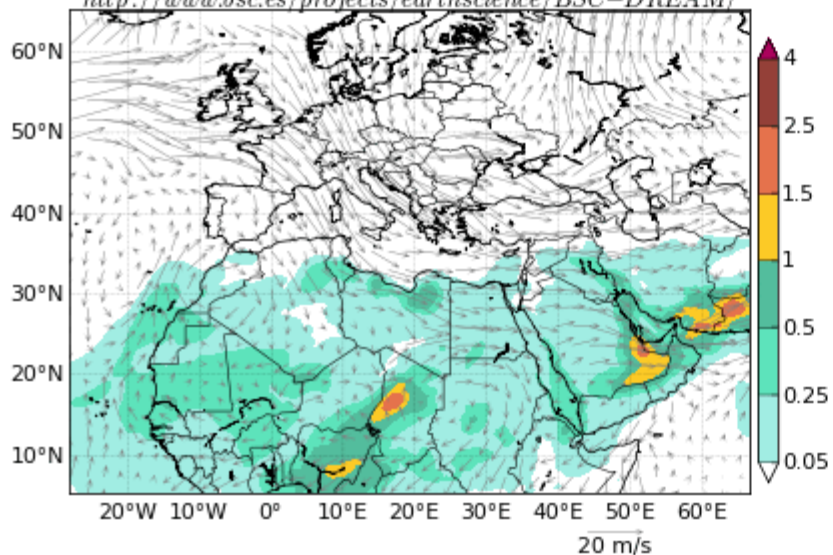 http://www.bsc.es/projects/earthscience/BSC-DREAM/
60°N
50°N
40°N
30°N
20°N
10°N
20°W 10°W 0° 10°E 20°E 30°E 40°E 50°E 60°E
20 m/s
4
2.5
1.5
1
0.5
0.25
0.05